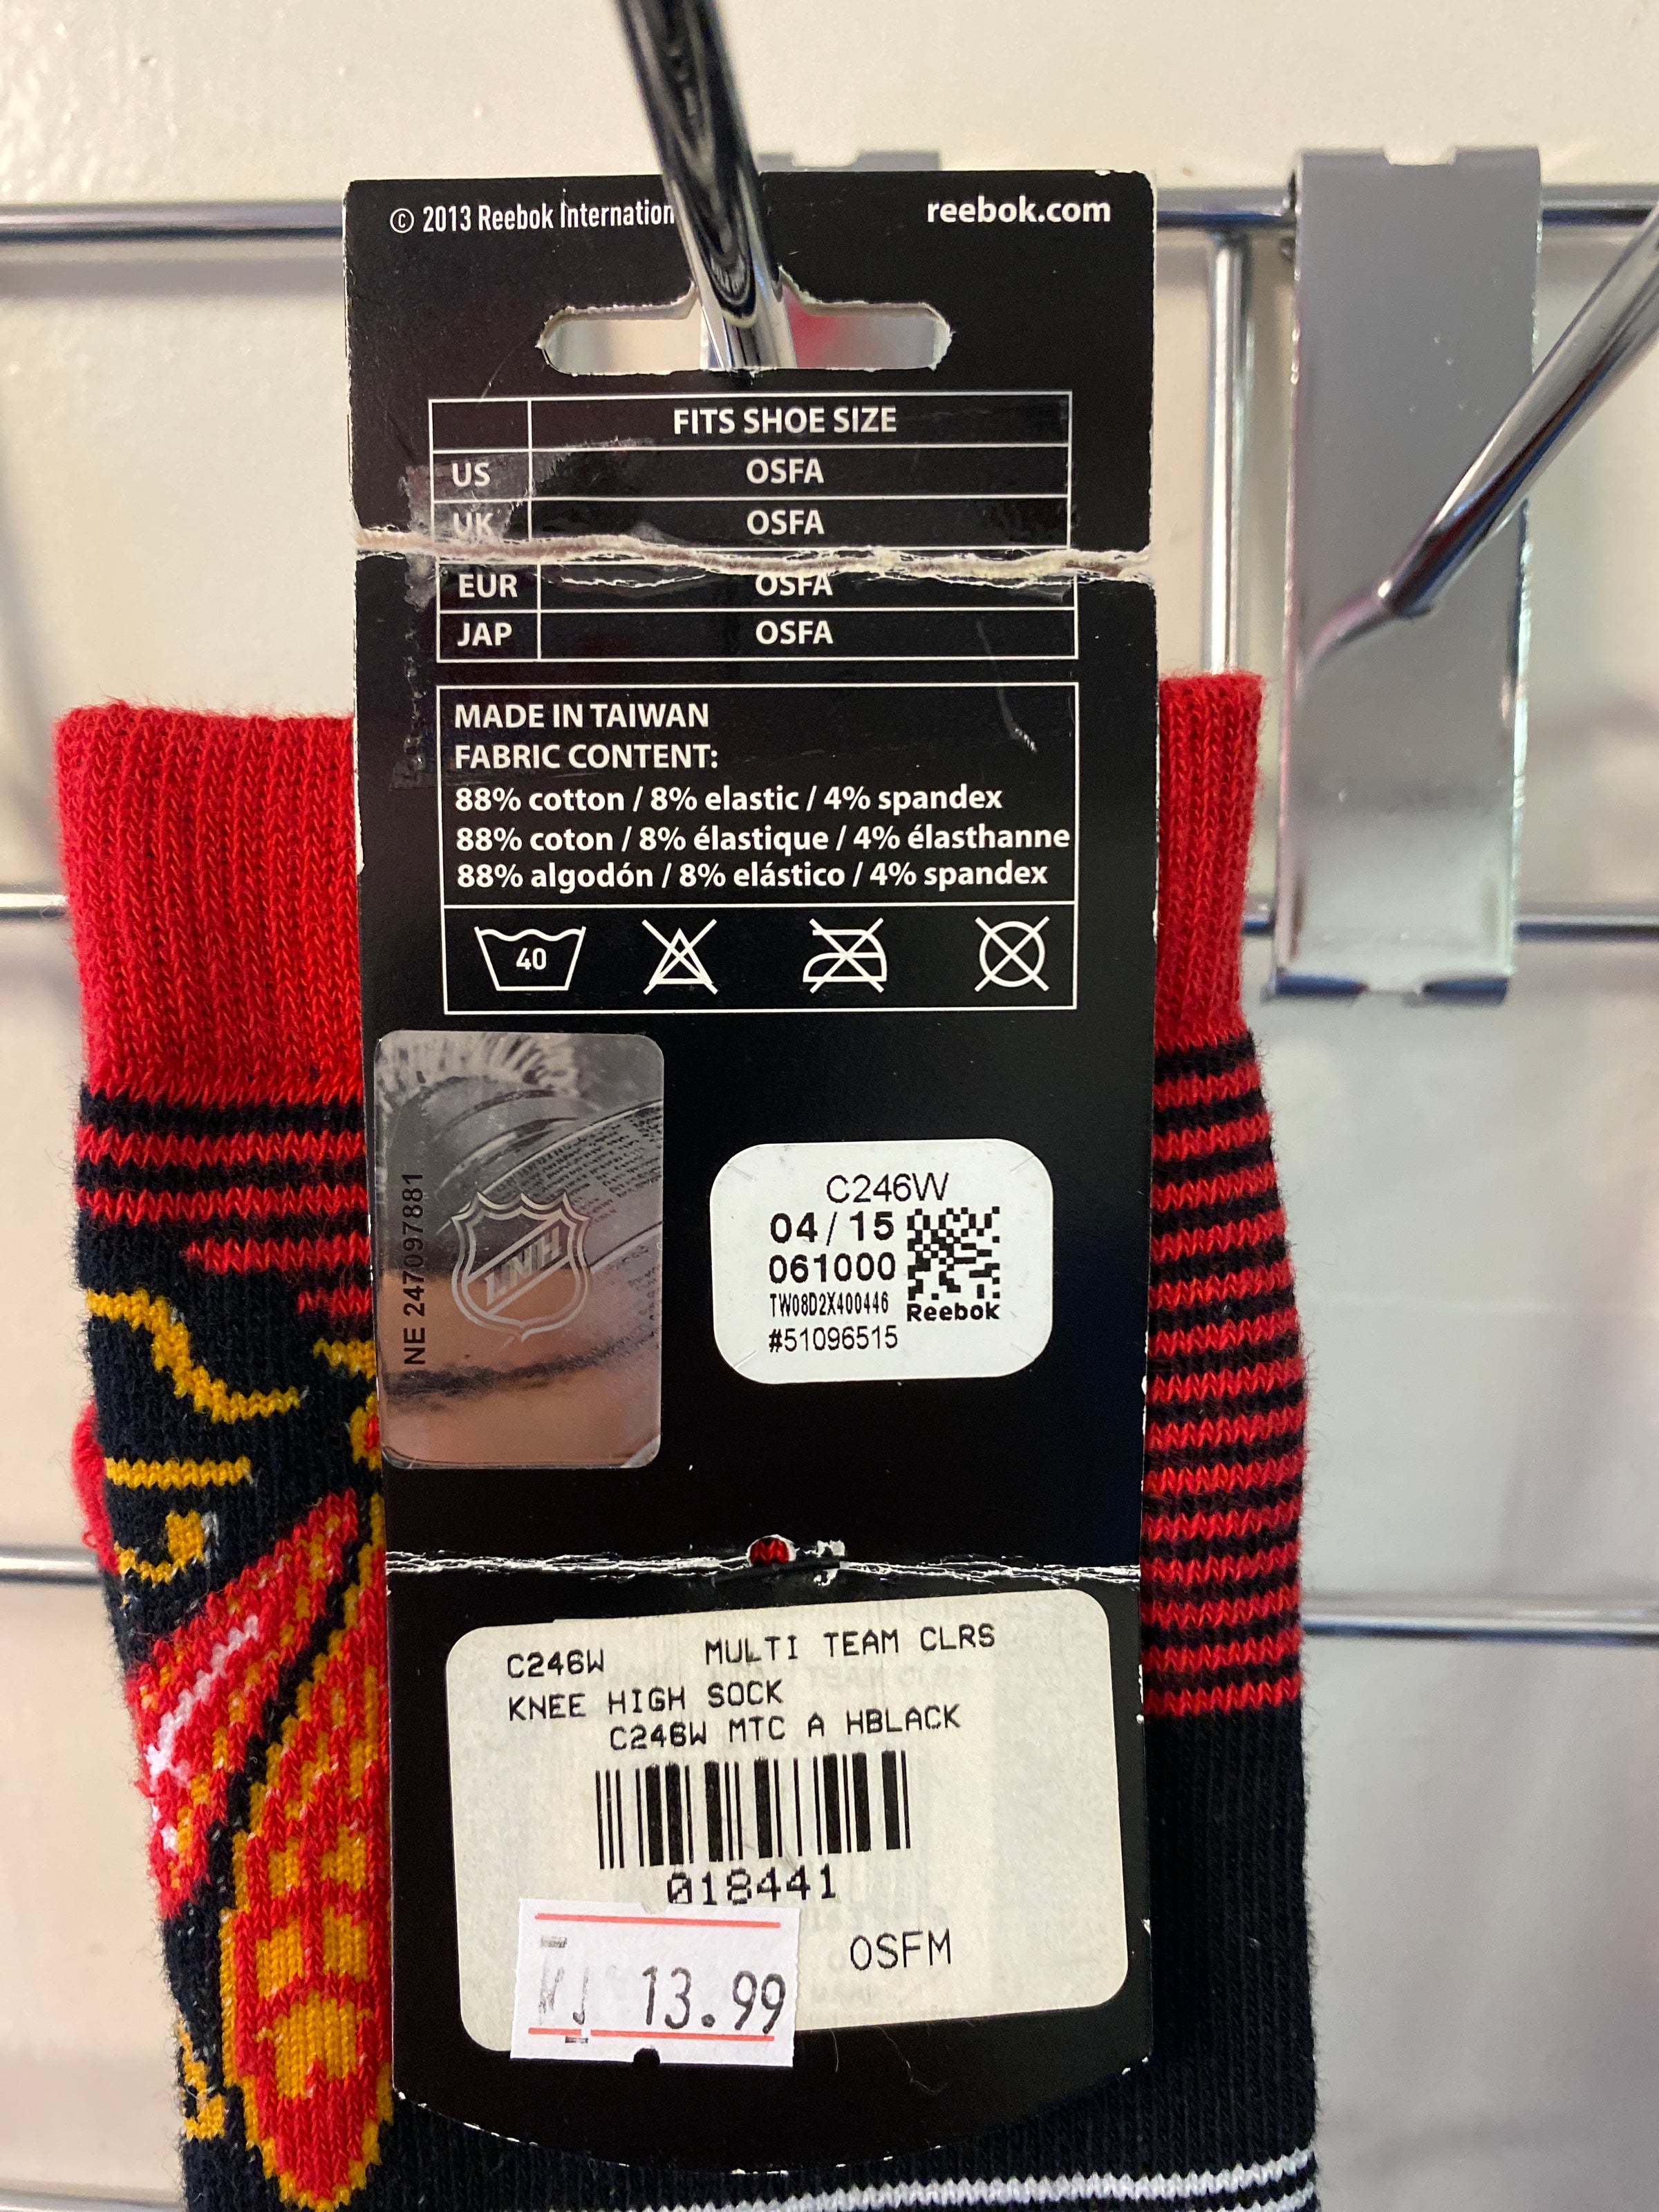 © 2013 Reebok Internation
reebok.com
FITS SHOE SIZE
US OSFA
UK OSFA
EUR OSFA
JAP OSFA
MADE IN TAIWAN
FABRIC CONTENT:
88% cotton / 8% elastic / 4% spandex
88% coton / 8% élastique / 4% élasthanne
88% algodón / 8% elástico / 4% spandex
40
NE 247097881
LNH
C246W
04/15
061000
TW08D2X400446
Reebok
#51096515
C246W MULTI TEAM CLRS
KNEE HIGH SOCK
C246W MTC A HBLACK
018441
OSFM
13.99